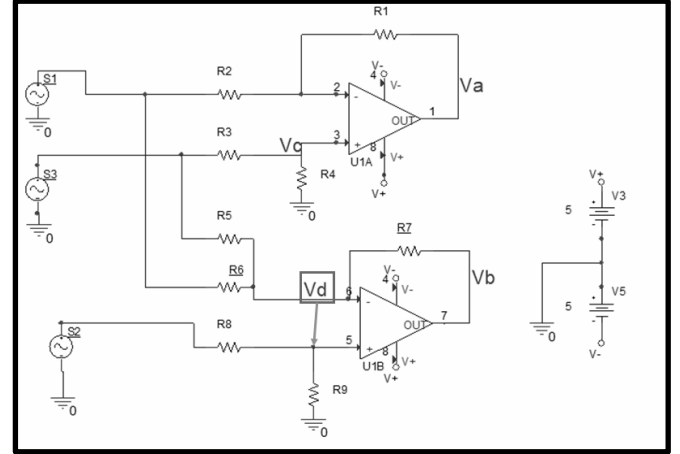 R1
V-
4
V-
S1
R2
2
-
Va
OUT
1
0
R3
Vc
3
+
8
V+
U1A
S3
R4
V+
0
0
V+
5
V3
R5
R7
R6
V-
4
V-
Vd
6
-
Vb
5
V5
OUT
7
S2
R8
5
+
8
V+
U1B
V+
0
V-
R9
0
0